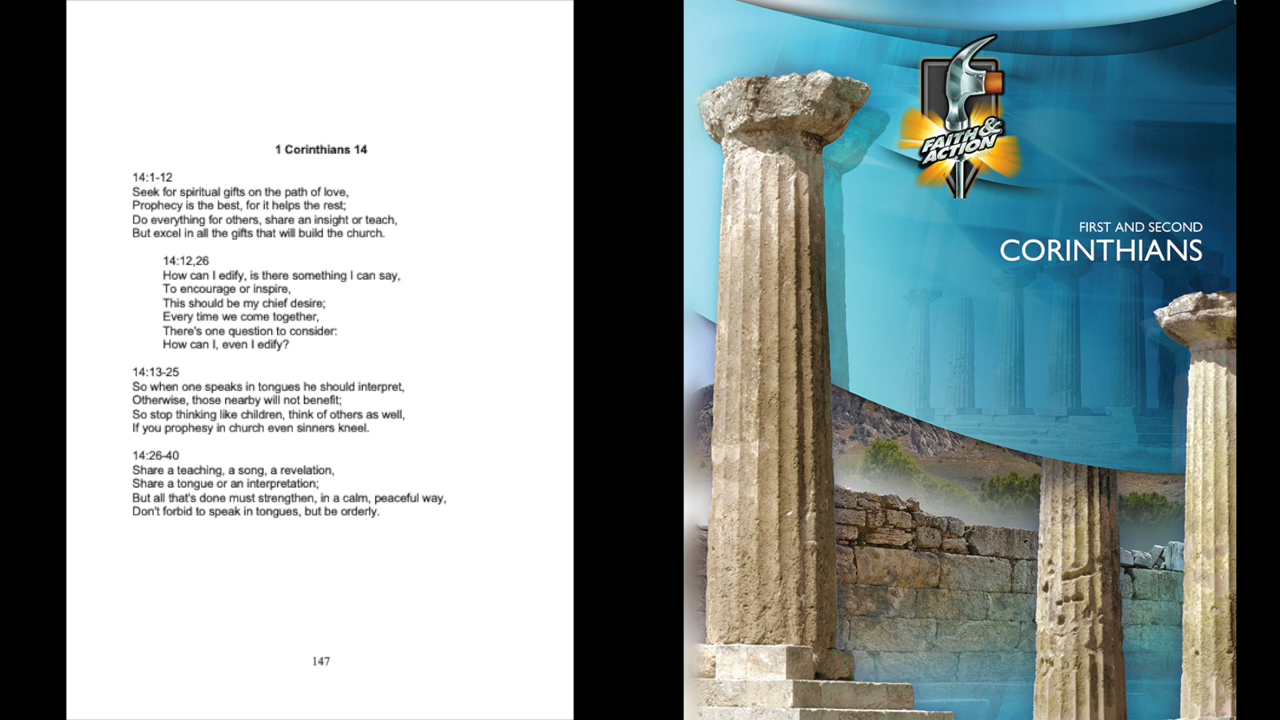 1 Corinthians 14
14:1-12
Seek for spiritual gifts on the path of love,
Prophecy is the best, for it helps the rest;
Do everything for others, share an insight or teach,
But excel in all the gifts that will build the church.
14:12,26
How can I edify, is there something I can say,
To encourage or inspire,
This should be my chief desire;
Every time we come together,
There's one question to consider:
How can I, even I edify?
14:13-25
So when one speaks in tongues he should interpret,
Otherwise, those nearby will not benefit;
So stop thinking like children, think of others as well,
If you prophesy in church even sinners kneel.
14:26-40
Share a teaching, a song, a revelation,
Share a tongue or an interpretation;
But all that's done must strengthen, in a calm, peaceful way,
Don't forbid to speak in tongues, but be orderly.
147
FAITH &
ACTION
FIRST AND SECOND
CORINTHIANS